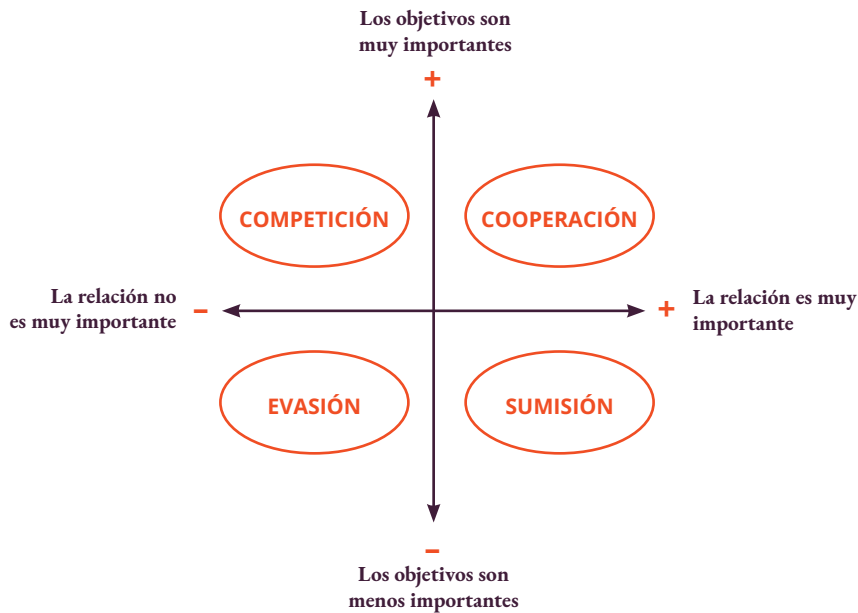 Los objetivos son
muy importantes
+
COMPETICIÓN
COOPERACIÓN
La relación no
es muy importante
–
+
La relación es muy
importante
EVASIÓN
SUMISIÓN
–
Los objetivos son
menos importantes